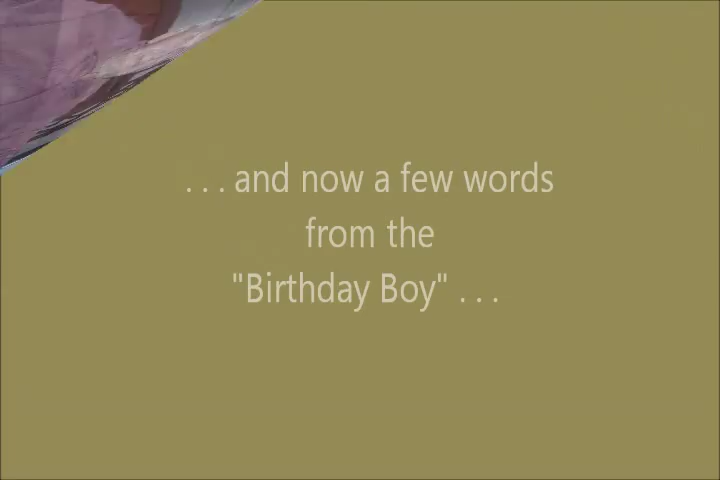 . . . and now a few words
from the
"Birthday Boy" . . .